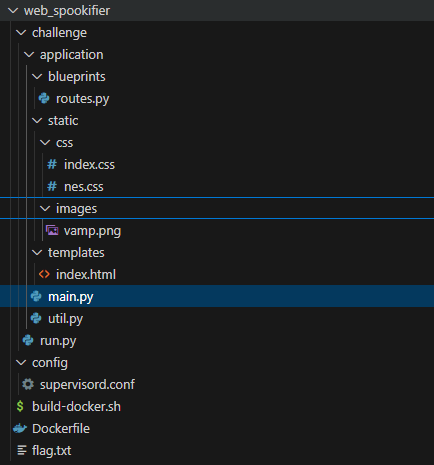 web_spookifier
challenge
application
blueprints
routes.py
static
css
# index.css
# nes.css
images
vamp.png
templates
<> index.html
main.py
util.py
run.py
config
supervisord.conf
$ build-docker.sh
Dockerfile
flag.txt